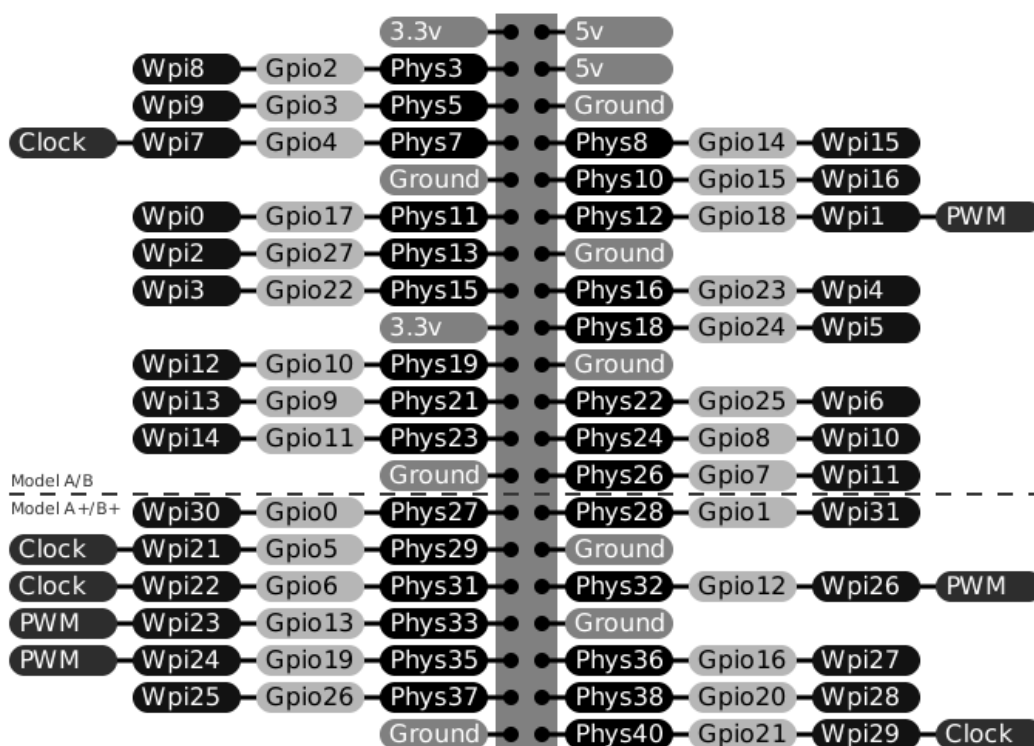 3.3v 5v
Wpi8 Gpio2 Phys3 5v
Wpi9 Gpio3 Phys5 Ground
Clock Wpi7 Gpio4 Phys7 Phys8 Gpio14 Wpi15
Ground Phys10 Gpio15 Wpi16
Wpi0 Gpio17 Phys11 Phys12 Gpio18 Wpi1 PWM
Wpi2 Gpio27 Phys13 Ground
Wpi3 Gpio22 Phys15 Phys16 Gpio23 Wpi4
3.3v Phys18 Gpio24 Wpi5
Wpi12 Gpio10 Phys19 Ground
Wpi13 Gpio9 Phys21 Phys22 Gpio25 Wpi6
Wpi14 Gpio11 Phys23 Phys24 Gpio8 Wpi10
Ground Phys26 Gpio7 Wpi11
Model A/B
Model A+/B+
Wpi30 Gpio0 Phys27 Phys28 Gpio1 Wpi31
Clock Wpi21 Gpio5 Phys29 Ground
Clock Wpi22 Gpio6 Phys31 Phys32 Gpio12 Wpi26 PWM
PWM Wpi23 Gpio13 Phys33 Ground
PWM Wpi24 Gpio19 Phys35 Phys36 Gpio16 Wpi27
Wpi25 Gpio26 Phys37 Phys38 Gpio20 Wpi28
Ground Phys40 Gpio21 Wpi29 Clock